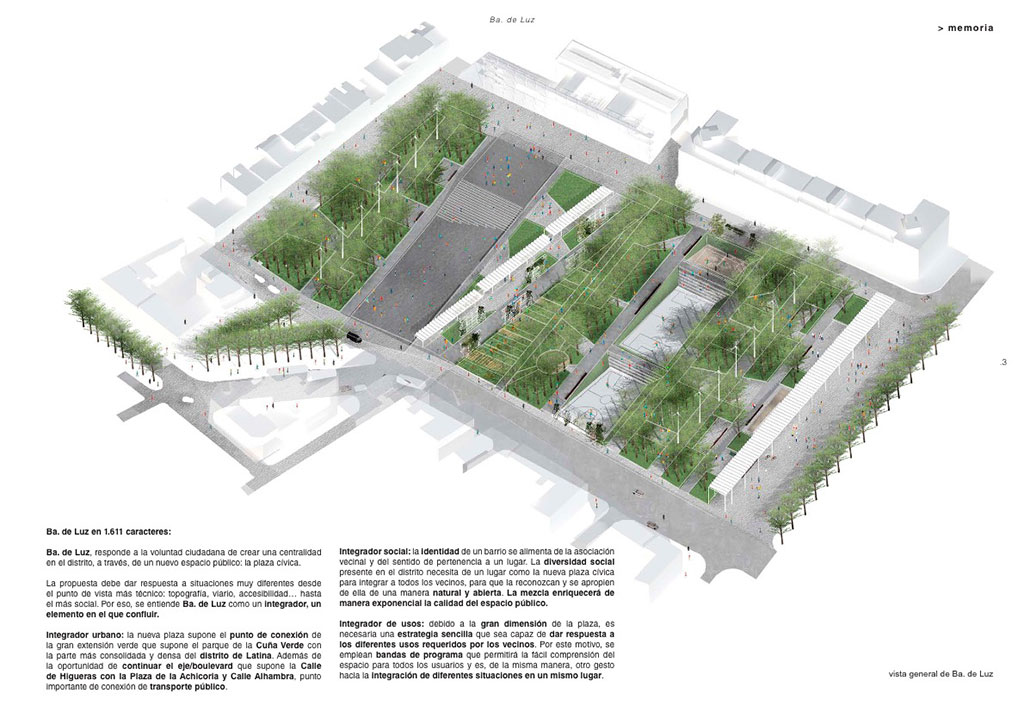 Ba. de Luz
> memoria
.3
Ba. de Luz en 1.611 caracteres:
Ba. de Luz, responde a la voluntad ciudadana de crear una centralidad
en el distrito, a través, de un nuevo espacio público: la plaza cívica.
La propuesta debe dar respuesta a situaciones muy diferentes desde
el punto de vista más técnico: topografía, viario, accesibilidad… hasta
el más social. Por eso, se entiende Ba. de Luz como un integrador, un
elemento en el que confluir.
Integrador urbano: la nueva plaza supone el punto de conexión de
la gran extensión verde que supone el parque de la Cuña Verde con
la parte más consolidada y densa del distrito de Latina. Además de
la oportunidad de continuar el eje/boulevard que supone la Calle
de Higueras con la Plaza de la Achicoria y Calle Alhambra, punto
importante de conexión de transporte público.
Integrador social: la identidad de un barrio se alimenta de la asociación
vecinal y del sentido de pertenencia a un lugar. La diversidad social
presente en el distrito necesita de un lugar como la nueva plaza cívica
para integrar a todos los vecinos, para que la reconozcan y se apropien
de ella de una manera natural y abierta. La mezcla enriquecerá de
manera exponencial la calidad del espacio público.
Integrador de usos: debido a la gran dimensión de la plaza, es
necesaria una estrategia sencilla que sea capaz de dar respuesta a
los diferentes usos requeridos por los vecinos. Por este motivo, se
emplean bandas de programa que permitirá la fácil comprensión del
espacio para todos los usuarios y es, de la misma manera, otro gesto
hacia la integración de diferentes situaciones en un mismo lugar.
vista general de Ba. de Luz